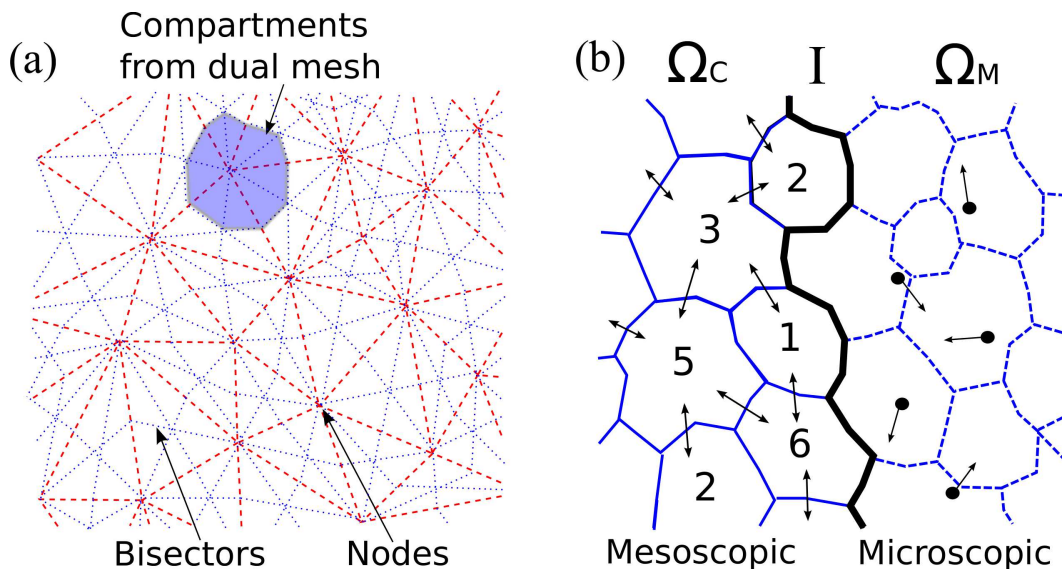 (a)
Compartments
from dual mesh
Bisectors
Nodes
(b)
Ωc
I
ΩM
2
3
1
5
6
2
Mesoscopic
Microscopic